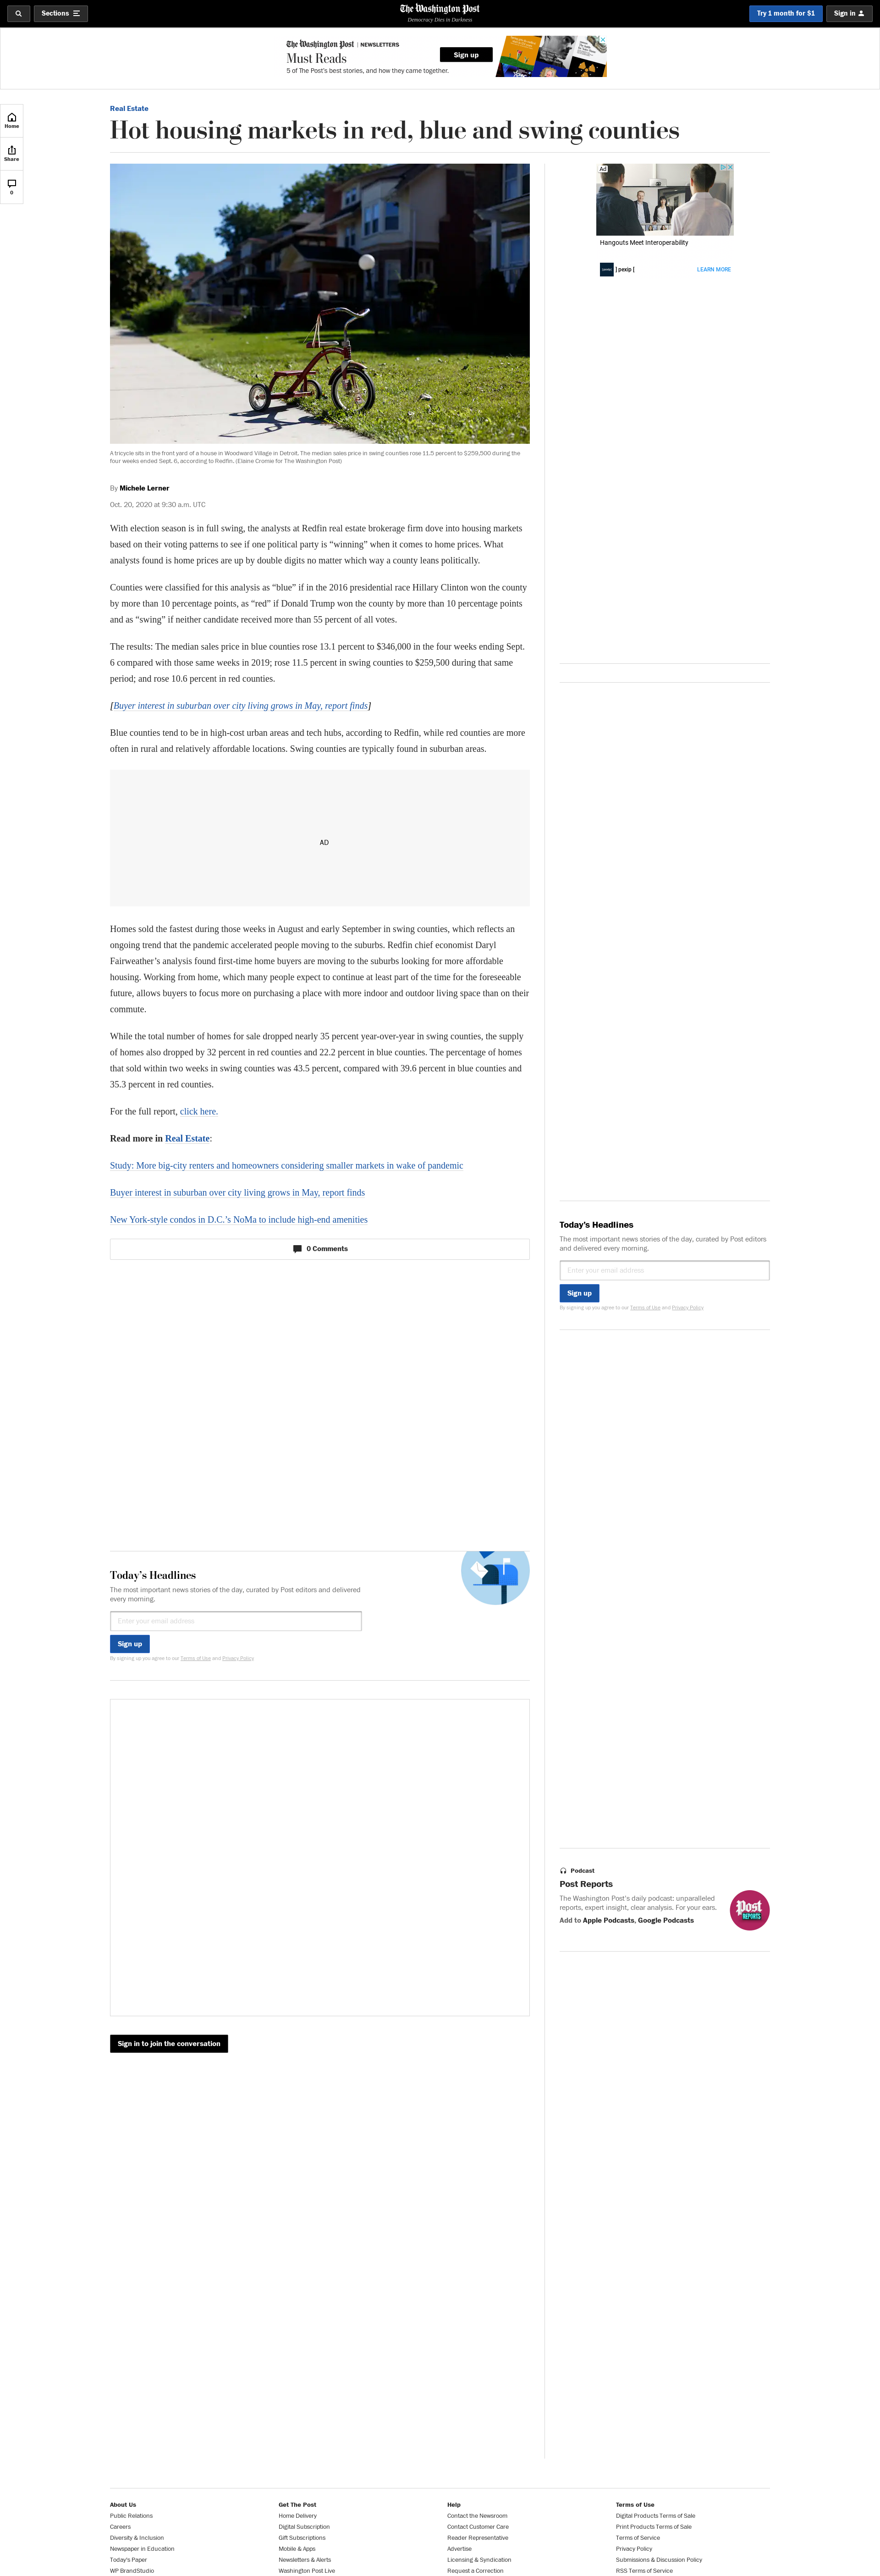 Sections
The Washington Post
Democracy Dies in Darkness
Try 1 month for $1
Sign in
The Washington Post | NEWSLETTERS
Must Reads
5 of The Post's best stories, and how they came together.
Sign up
Home
Share
0
Real Estate
Hot housing markets in red, blue and swing counties
A tricycle sits in the front yard of a house in Woodward Village in Detroit. The median sales price in swing counties rose 11.5 percent to $259,500 during the
four weeks ended Sept. 6, according to Redfin. (Elaine Cromie for The Washington Post)
By Michele Lerner
Oct. 20, 2020 at 9:30 a.m. UTC
With election season is in full swing, the analysts at Redfin real estate brokerage firm dove into housing markets
based on their voting patterns to see if one political party is “winning” when it comes to home prices. What
analysts found is home prices are up by double digits no matter which way a county leans politically.
Counties were classified for this analysis as “blue” if in the 2016 presidential race Hillary Clinton won the county
by more than 10 percentage points, as “red” if Donald Trump won the county by more than 10 percentage points
and as “swing” if neither candidate received more than 55 percent of all votes.
The results: The median sales price in blue counties rose 13.1 percent to $346,000 in the four weeks ending Sept.
6 compared with those same weeks in 2019; rose 11.5 percent in swing counties to $259,500 during that same
period; and rose 10.6 percent in red counties.
[Buyer interest in suburban over city living grows in May, report finds]
Blue counties tend to be in high-cost urban areas and tech hubs, according to Redfin, while red counties are more
often in rural and relatively affordable locations. Swing counties are typically found in suburban areas.
AD
Homes sold the fastest during those weeks in August and early September in swing counties, which reflects an
ongoing trend that the pandemic accelerated people moving to the suburbs. Redfin chief economist Daryl
Fairweather’s analysis found first-time home buyers are moving to the suburbs looking for more affordable
housing. Working from home, which many people expect to continue at least part of the time for the foreseeable
future, allows buyers to focus more on purchasing a place with more indoor and outdoor living space than on their
commute.
While the total number of homes for sale dropped nearly 35 percent year-over-year in swing counties, the supply
of homes also dropped by 32 percent in red counties and 22.2 percent in blue counties. The percentage of homes
that sold within two weeks in swing counties was 43.5 percent, compared with 39.6 percent in blue counties and
35.3 percent in red counties.
For the full report, click here.
Read more in Real Estate:
Study: More big-city renters and homeowners considering smaller markets in wake of pandemic
Buyer interest in suburban over city living grows in May, report finds
New York-style condos in D.C.’s NoMa to include high-end amenities
0 Comments
Today’s Headlines
The most important news stories of the day, curated by Post editors and delivered
every morning.
Enter your email address
Sign up
By signing up you agree to our Terms of Use and Privacy Policy
Sign in to join the conversation
Ad
Hangouts Meet Interoperability
] pexip [
LEARN MORE
Today’s Headlines
The most important news stories of the day, curated by Post editors
and delivered every morning.
Enter your email address
Sign up
By signing up you agree to our Terms of Use and Privacy Policy
Podcast
Post Reports
The Washington Post's daily podcast: unparalleled
reports, expert insight, clear analysis. For your ears.
Add to Apple Podcasts, Google Podcasts
Post
REPORTS
About Us
Public Relations
Careers
Diversity & Inclusion
Newspaper in Education
Today's Paper
WP BrandStudio
Get The Post
Home Delivery
Digital Subscription
Gift Subscriptions
Mobile & Apps
Newsletters & Alerts
Washington Post Live
Help
Contact the Newsroom
Contact Customer Care
Reader Representative
Advertise
Licensing & Syndication
Request a Correction
Terms of Use
Digital Products Terms of Sale
Print Products Terms of Sale
Terms of Service
Privacy Policy
Submissions & Discussion Policy
RSS Terms of Service